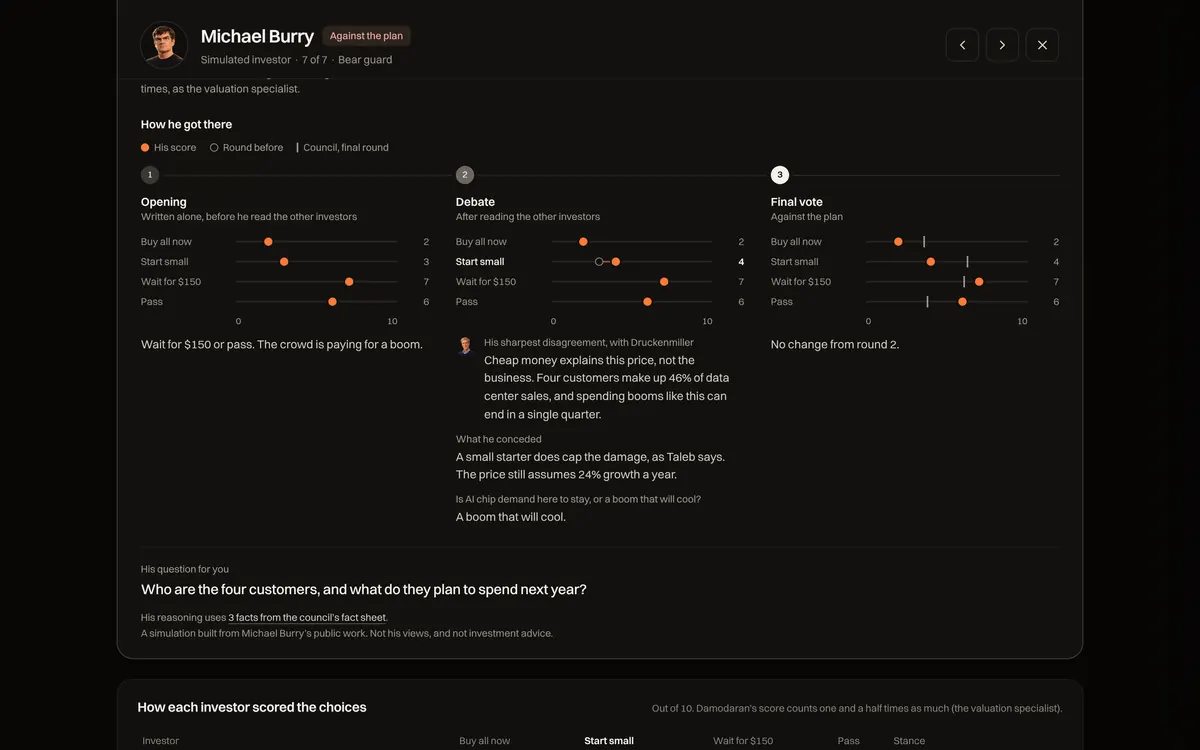 Michael Burry
Against the plan
Simulated investor · 7 of 7 · Bear guard
times, as the valuation specialist.
How he got there
His score
Round before
Council, final round
1
2
3
Opening
Written alone, before he read the other investors
Buy all now 2
Start small 3
Wait for $150 7
Pass 6
0 10
Wait for $150 or pass. The crowd is paying for a boom.
Debate
After reading the other investors
Buy all now 2
Start small 4
Wait for $150 7
Pass 6
0 10
His sharpest disagreement, with Druckenmiller
Cheap money explains this price, not the
business. Four customers make up 46% of data
center sales, and spending booms like this can
end in a single quarter.
What he conceded
A small starter does cap the damage, as Taleb says.
The price still assumes 24% growth a year.
Is AI chip demand here to stay, or a boom that will cool?
A boom that will cool.
Final vote
Against the plan
Buy all now 2
Start small 4
Wait for $150 7
Pass 6
0 10
No change from round 2.
His question for you
Who are the four customers, and what do they plan to spend next year?
His reasoning uses 3 facts from the council's fact sheet.
A simulation built from Michael Burry's public work. Not his views, and not investment advice.
How each investor scored the choices
Out of 10. Damodaran's score counts one and a half times as much (the valuation specialist).
Investor Buy all now Start small Wait for $150 Pass Stance